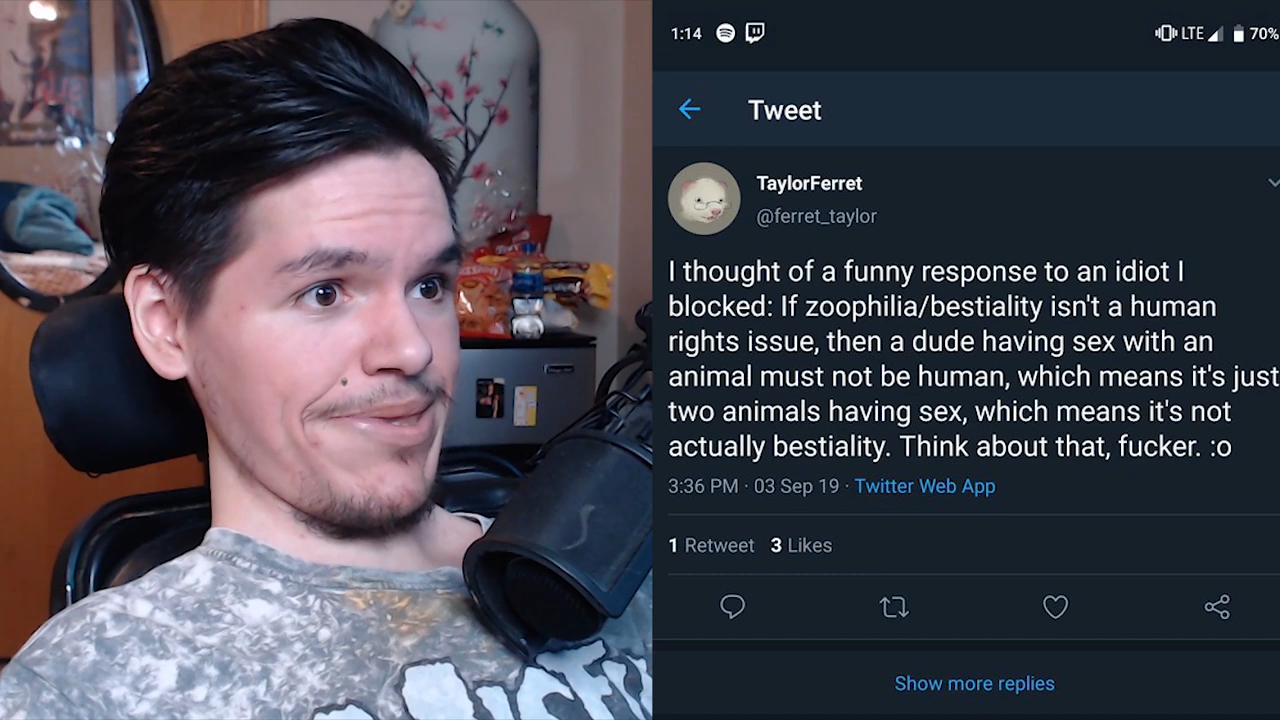 1:14
LTE
70%
Tweet
TaylorFerret
@ferret_taylor
I thought of a funny response to an idiot I
blocked: If zoophilia/bestiality isn't a human
rights issue, then a dude having sex with an
animal must not be human, which means it's just
two animals having sex, which means it's not
actually bestiality. Think about that, fucker. :o
3:36 PM · 03 Sep 19 · Twitter Web App
1 Retweet 3 Likes
Show more replies